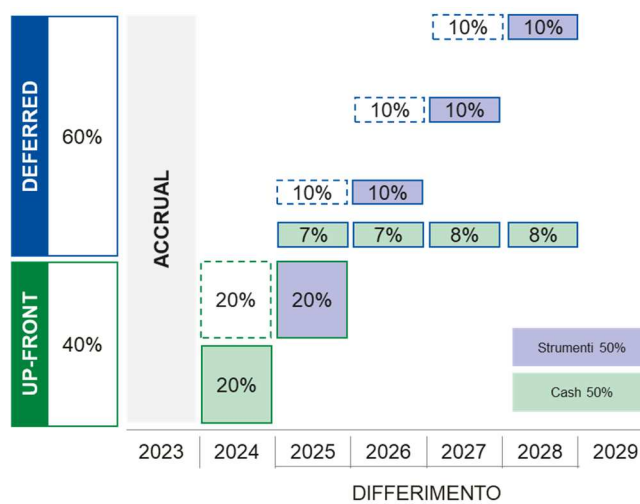 10% 10%
DEFERRED
60%
ACCRUAL
10% 10%
10% 10%
7% 7% 8% 8%
UP-FRONT
40%
20% 20%
Strumenti 50%
20%
Cash 50%
2023 2024 2025 2026 2027 2028 2029
DIFFERIMENTO